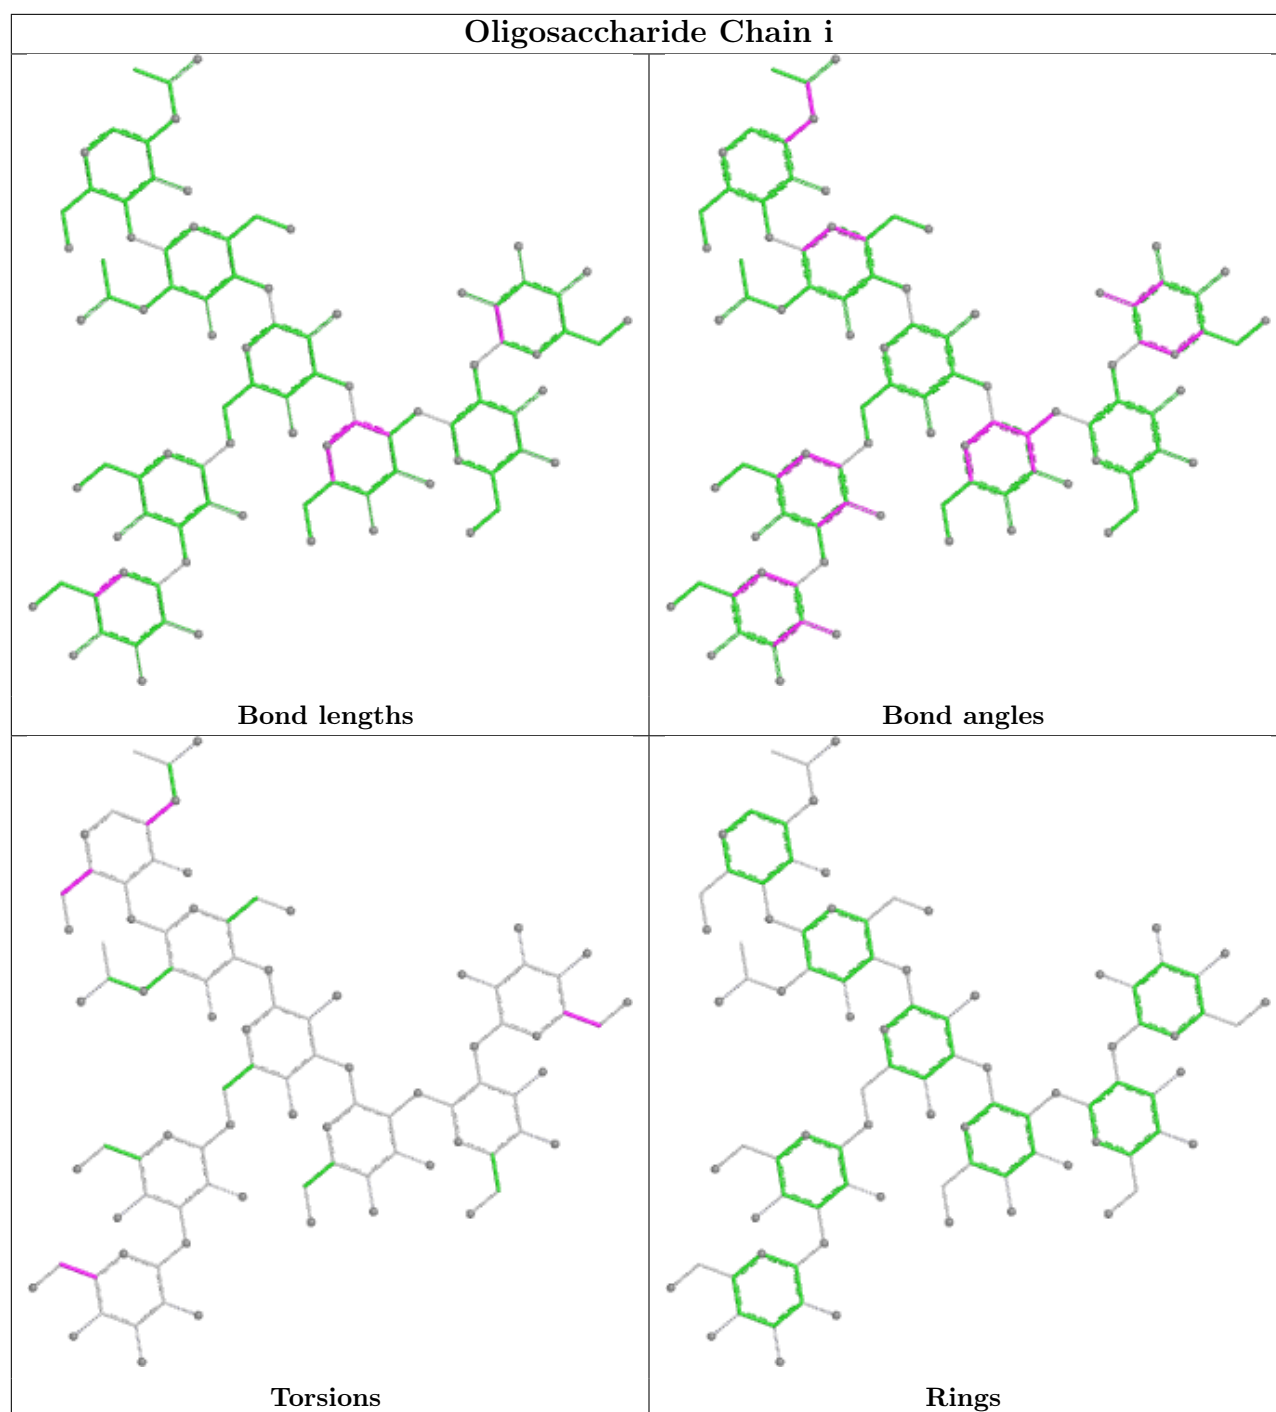 Oligosaccharide Chain i
Bond lengths
Bond angles
Torsions
Rings